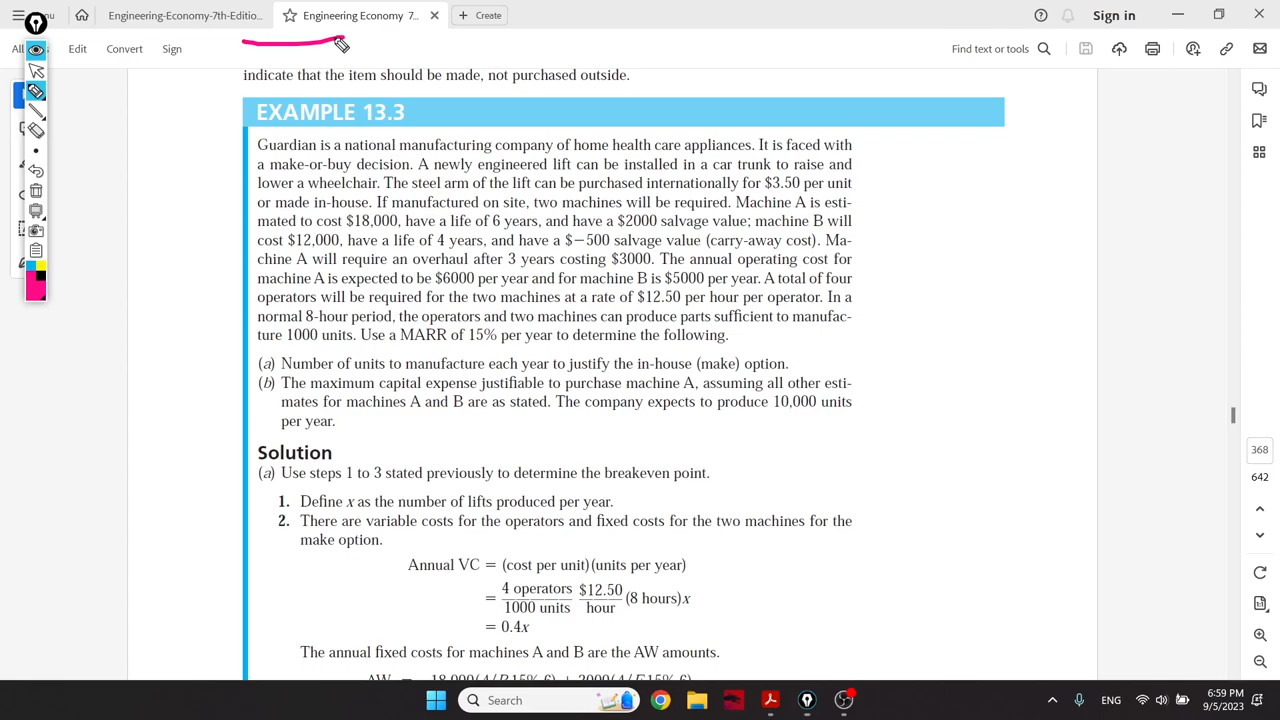 Menu
Engineering-Economy-7th-Editio...
Engineering Economy 7...
Create
Sign in
Edit
Convert
Sign
Find text or tools
indicate that the item should be made, not purchased outside.
EXAMPLE 13.3
Guardian is a national manufacturing company of home health care appliances. It is faced with
a make-or-buy decision. A newly engineered lift can be installed in a car trunk to raise and
lower a wheelchair. The steel arm of the lift can be purchased internationally for $3.50 per unit
or made in-house. If manufactured on site, two machines will be required. Machine A is esti-
mated to cost $18,000, have a life of 6 years, and have a $2000 salvage value; machine B will
cost $12,000, have a life of 4 years, and have a $−500 salvage value (carry-away cost). Ma-
chine A will require an overhaul after 3 years costing $3000. The annual operating cost for
machine A is expected to be $6000 per year and for machine B is $5000 per year. A total of four
operators will be required for the two machines at a rate of $12.50 per hour per operator. In a
normal 8-hour period, the operators and two machines can produce parts sufficient to manufac-
ture 1000 units. Use a MARR of 15% per year to determine the following.
(a) Number of units to manufacture each year to justify the in-house (make) option.
(b) The maximum capital expense justifiable to purchase machine A, assuming all other esti-
mates for machines A and B are as stated. The company expects to produce 10,000 units
per year.
Solution
(a) Use steps 1 to 3 stated previously to determine the breakeven point.
1. Define x as the number of lifts produced per year.
2. There are variable costs for the operators and fixed costs for the two machines for the
make option.
Annual VC = (cost per unit)(units per year)
= 4 operators/1000 units $12.50/hour (8 hours)x
= 0.4x
The annual fixed costs for machines A and B are the AW amounts.
368
642
Search
6:59 PM
9/5/2023